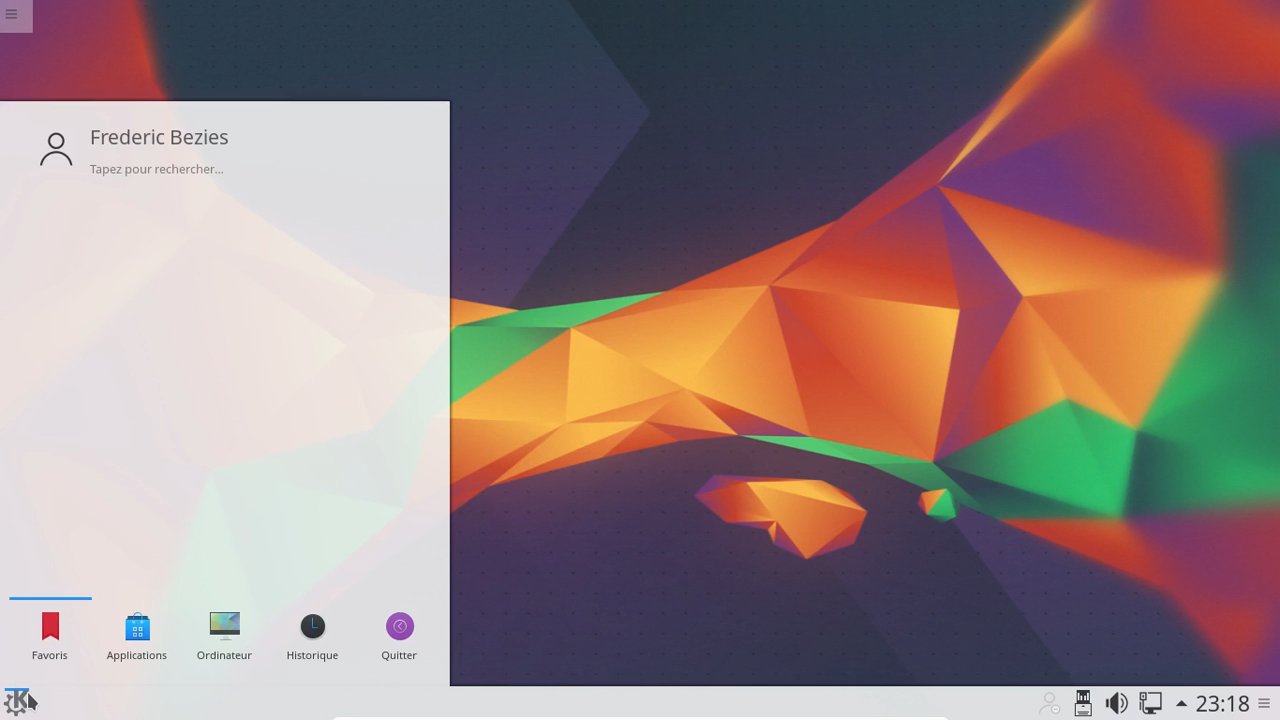 Frederic Bezies
Tapez pour rechercher...
Favoris
Applications
Ordinateur
Historique
Quitter
23:18